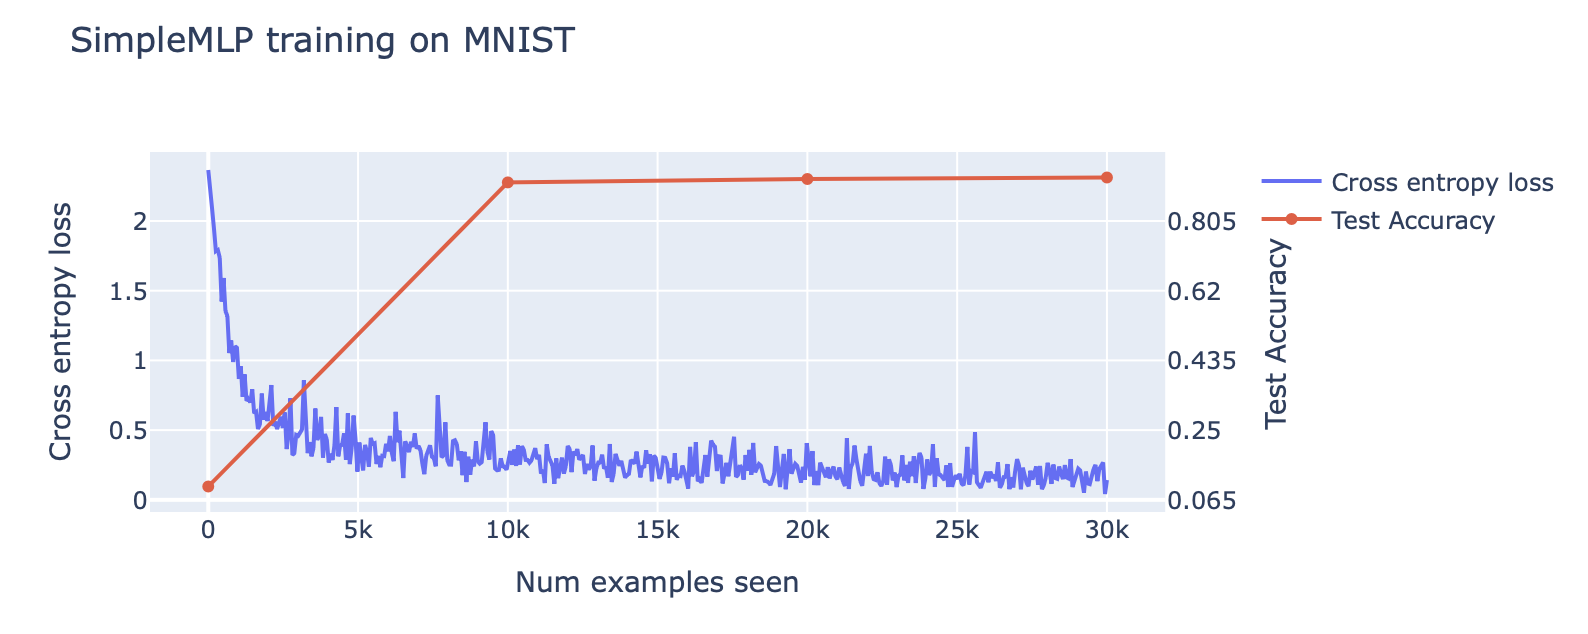 SimpleMLP training on MNIST
Cross entropy loss
Test Accuracy
2
1.5
1
0.5
0
Cross entropy loss
0.805
0.62
0.435
0.25
0.065
Test Accuracy
0 5k 10k 15k 20k 25k 30k
Num examples seen